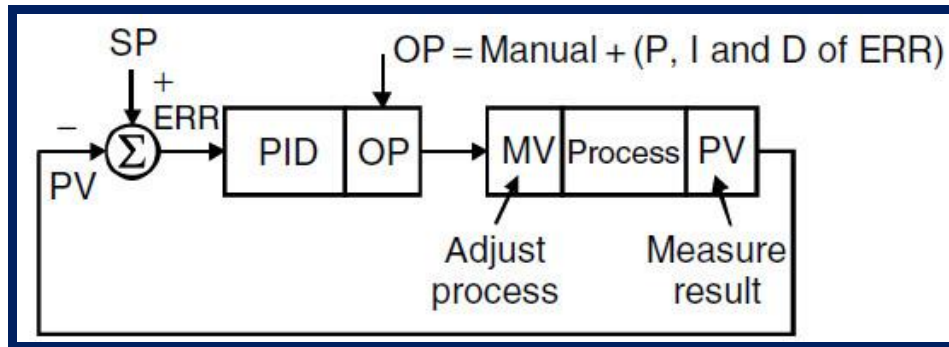 SP
OP = Manual + (P, I and D of ERR)
+
ERR
−
Σ
PV
PID
OP
MV
Process
PV
Adjust
process
Measure
result